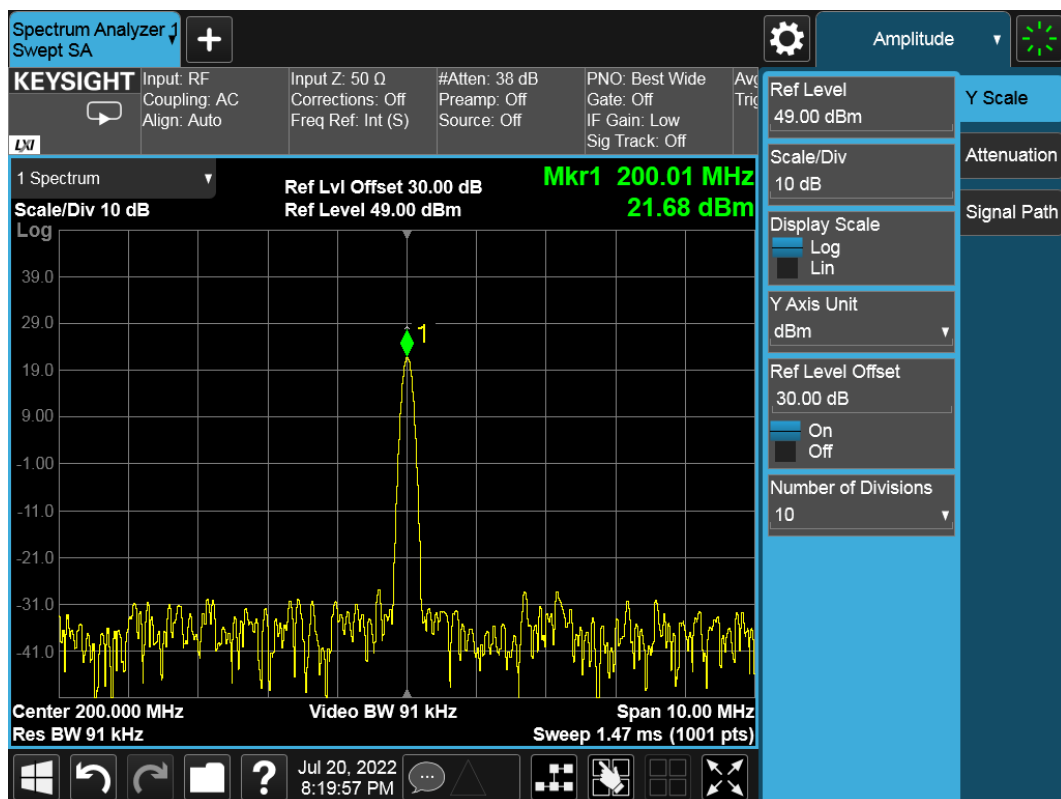 Spectrum Analyzer 1
Swept SA
Amplitude
KEYSIGHT
LXI
Input: RF
Coupling: AC
Align: Auto
Input Z: 50 Ω
Corrections: Off
Freq Ref: Int (S)
#Atten: 38 dB
Preamp: Off
Source: Off
PNO: Best Wide
Gate: Off
IF Gain: Low
Sig Track: Off
Avg
Trig
1 Spectrum
Scale/Div 10 dB
Ref Lvl Offset 30.00 dB
Ref Level 49.00 dBm
Mkr1 200.01 MHz
21.68 dBm
Log
39.0
29.0
19.0
9.00
-1.00
-11.0
-21.0
-31.0
-41.0
1
Center 200.000 MHz
Video BW 91 kHz
Span 10.00 MHz
Res BW 91 kHz
Sweep 1.47 ms (1001 pts)
Ref Level
49.00 dBm
Scale/Div
10 dB
Display Scale
Log
Lin
Y Axis Unit
dBm
Ref Level Offset
30.00 dB
On
Off
Number of Divisions
10
Y Scale
Attenuation
Signal Path
?
Jul 20, 2022
8:19:57 PM